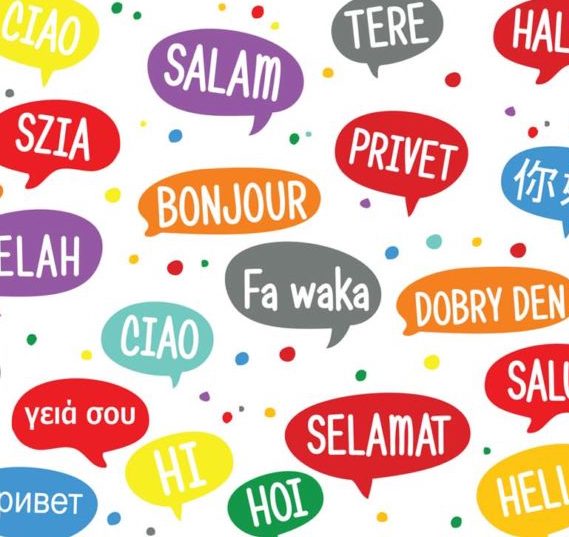 CIAO
TERE
HAL
SALAM
SZIA
PRIVET
你
BONJOUR
ELAH
Fa waka
DOBRY DEN
CIAO
SALU
γειά σου
SELAMAT
HI
ривет
HOI
HELL